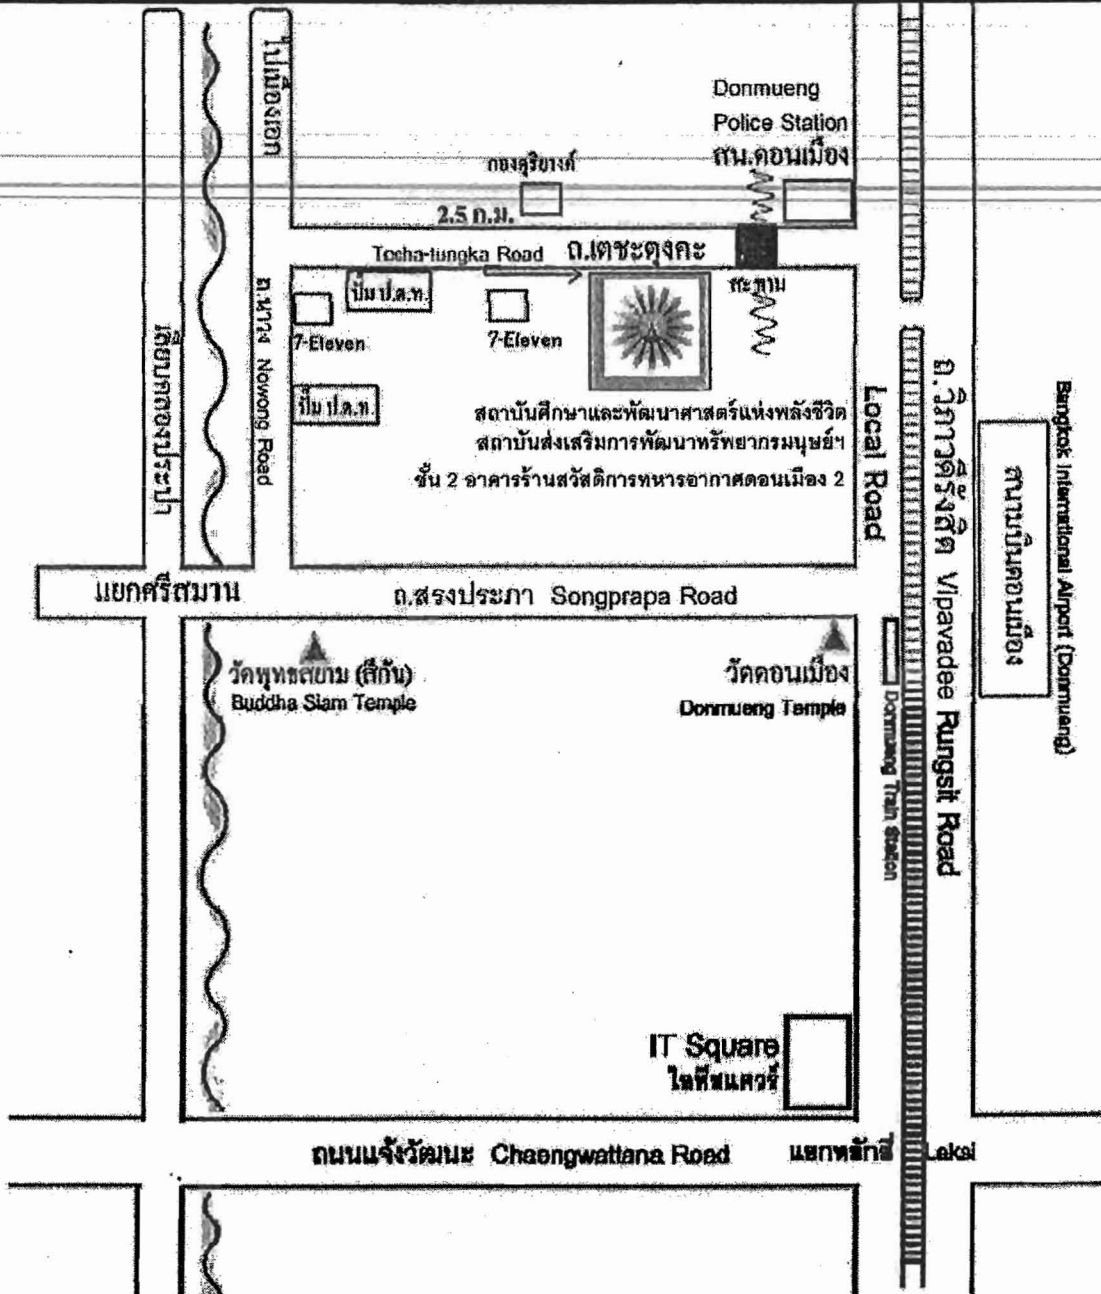 ไปเมืองเอก
Donmueng
Police Station
สน.ดอนเมือง
กองดุริยางค์
2.5 ก.ม.
Techa-tungka Road ถ.เตชะตุงคะ
ปั๊ม ป.ต.ท.
สะพาน
7-Eleven
7-Eleven
ปั๊ม ป.ต.ท.
สถาบันศึกษาและพัฒนาศาสตร์แห่งพลังชีวิต
สถาบันส่งเสริมการพัฒนาทรัพยากรมนุษย์ฯ
ชั้น 2 อาคารร้านสวัสดิการทหารอากาศดอนเมือง 2
เลียบคลองประปา
ถ.นาวง Nowong Road
Local Road
ถ.วิภาวดีรังสิต Vipavadee Rungsit Road
สนามบินดอนเมือง
Bangkok International Airport (Donmueng)
แยกศรีสมาน
ถ.สรงประภา Songprapa Road
วัดพุทธสยาม (สีกัน)
Buddha Siam Temple
วัดดอนเมือง
Donmueng Temple
Donmueng Train Station
IT Square
ไอทีสแควร์
ถนนแจ้งวัฒนะ Chaengwattana Road
แยกหลักสี่ Laksi